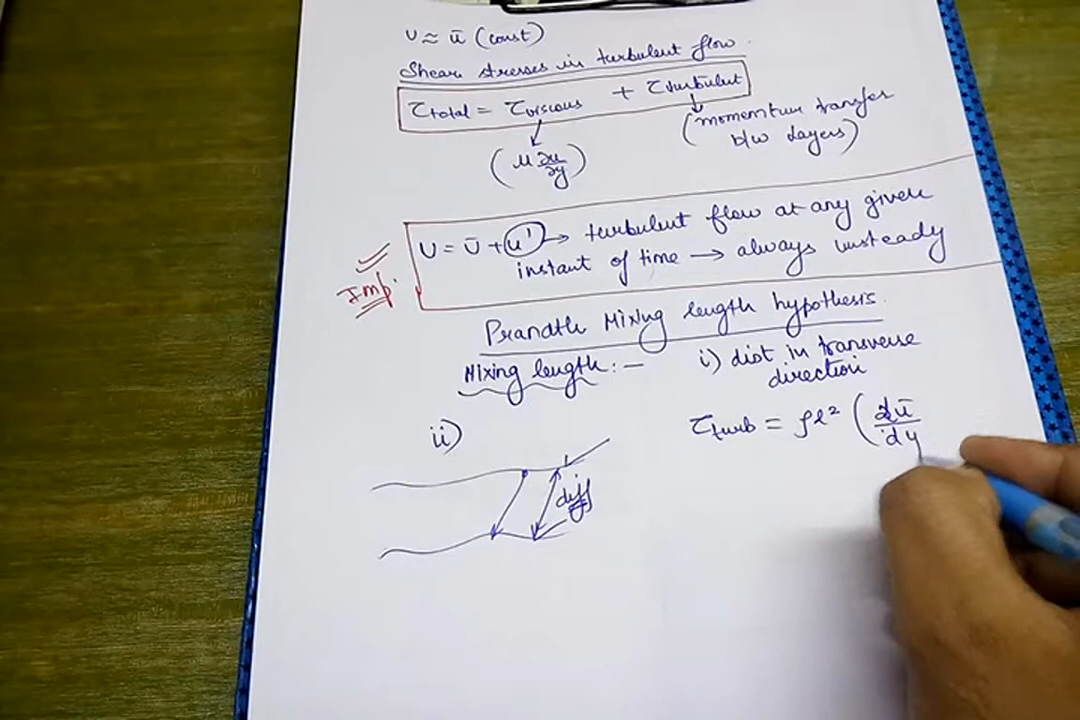 U ≈ ū (const)
Shear stresses in turbulent flow.
τtotal = τviscous + τturbulent
(μ ∂u/∂y)
(momentum transfer
b/w layers)
Imp.
U = ū + u' → turbulent flow at any given
instant of time → always unsteady
Prandtl Mixing length hypothesis.
Mixing length :–
i) dist in transverse
direction
ii)
τturb = ρl² (dū/dy
diff